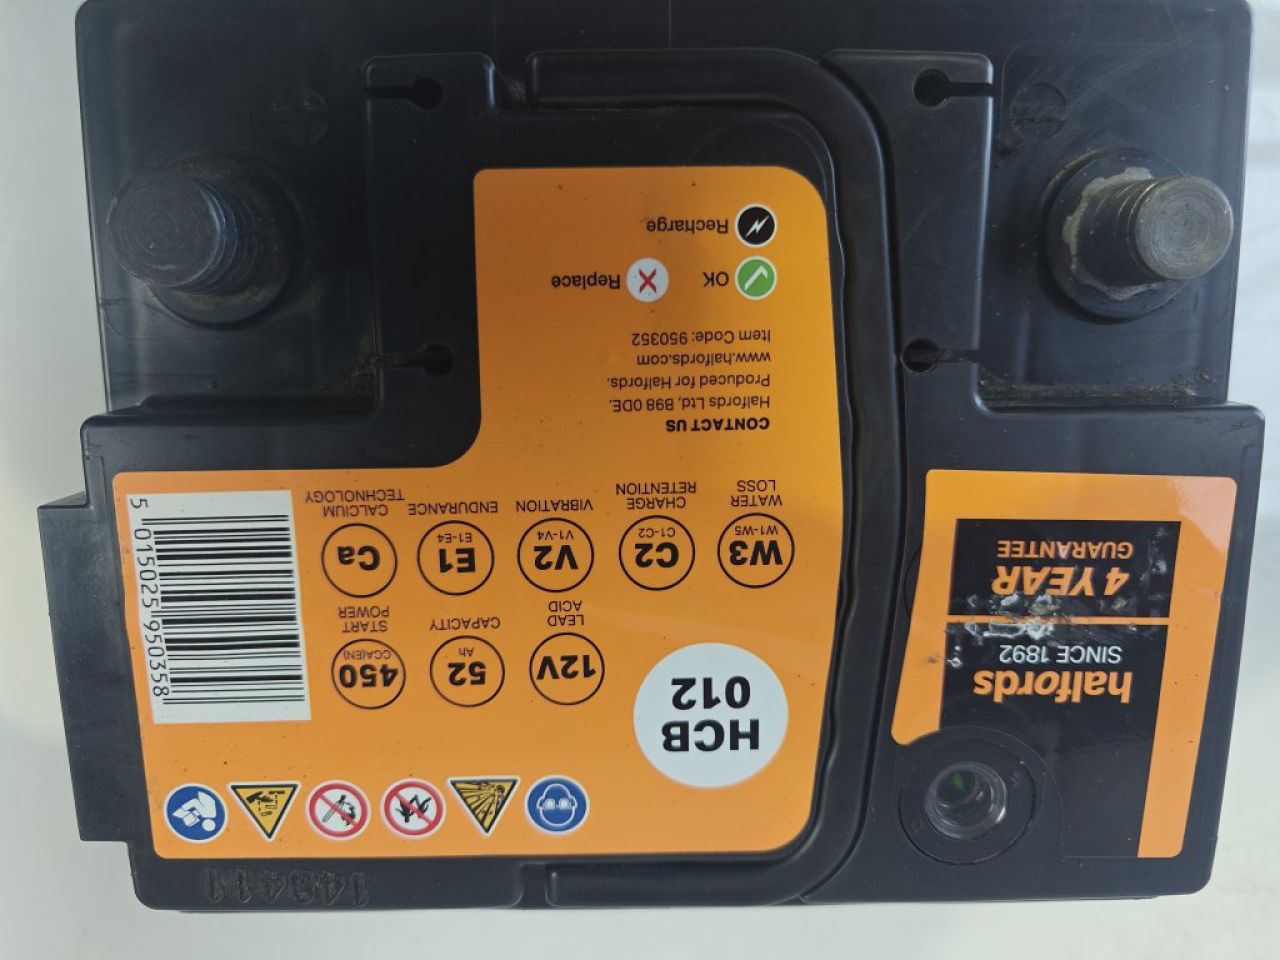 halfords
SINCE 1892
4 YEAR
GUARANTEE
HCB
012
12V
LEAD
ACID
52
Ah
CAPACITY
450
CCA(EN)
START
POWER
W3
W1-W5
WATER
LOSS
C2
C1-C2
CHARGE
RETENTION
V2
V1-V4
VIBRATION
E1
E1-E4
ENDURANCE
Ca
CALCIUM
TECHNOLOGY
5 015025 950358
CONTACT US
Halfords Ltd, B98 0DE.
Produced for Halfords.
www.halfords.com
Item Code: 950352
OK
Replace
Recharge